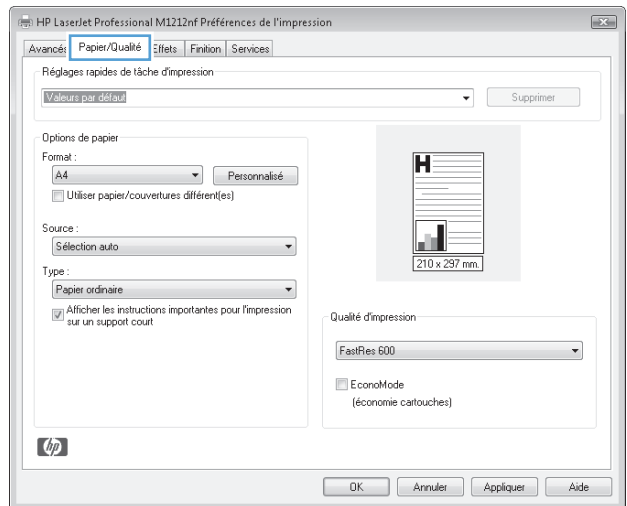 HP LaserJet Professional M1212nf Préférences de l'impression
Avancés Papier/Qualité Effets Finition Services
Réglages rapides de tâche d'impression
Valeurs par défaut
Supprimer
Options de papier
Format :
A4
Personnalisé
Utiliser papier/couvertures différent(es)
Source :
Sélection auto
Type :
Papier ordinaire
Afficher les instructions importantes pour l'impression
sur un support court
H
210 x 297 mm.
Qualité d'impression
FastRes 600
EconoMode
(économie cartouches)
hp
OK Annuler Appliquer Aide